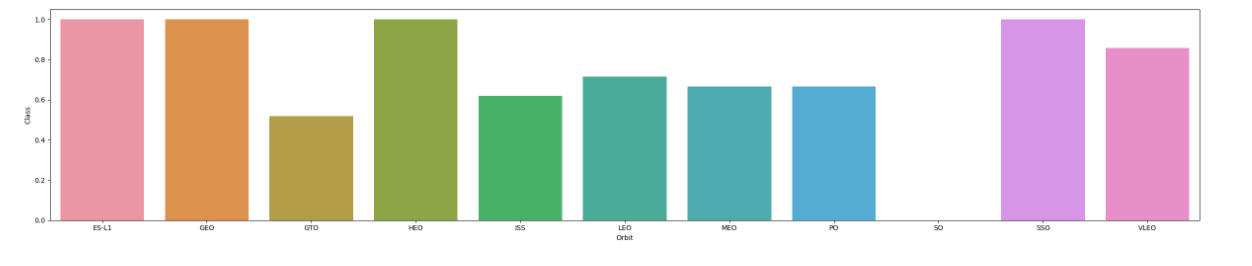 1.0
0.8
0.6
0.4
0.2
0.0
Class
ES-L1 GEO GTO HEO ISS LEO MEO PO SO SSO VLEO
Orbit